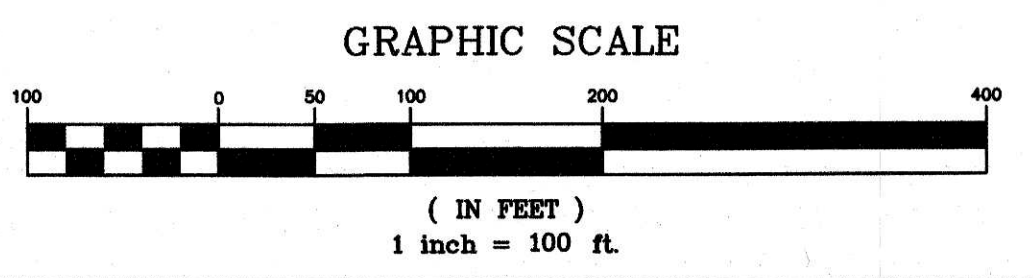 GRAPHIC SCALE
100 0 50 100 200 400
( IN FEET )
1 inch = 100 ft.